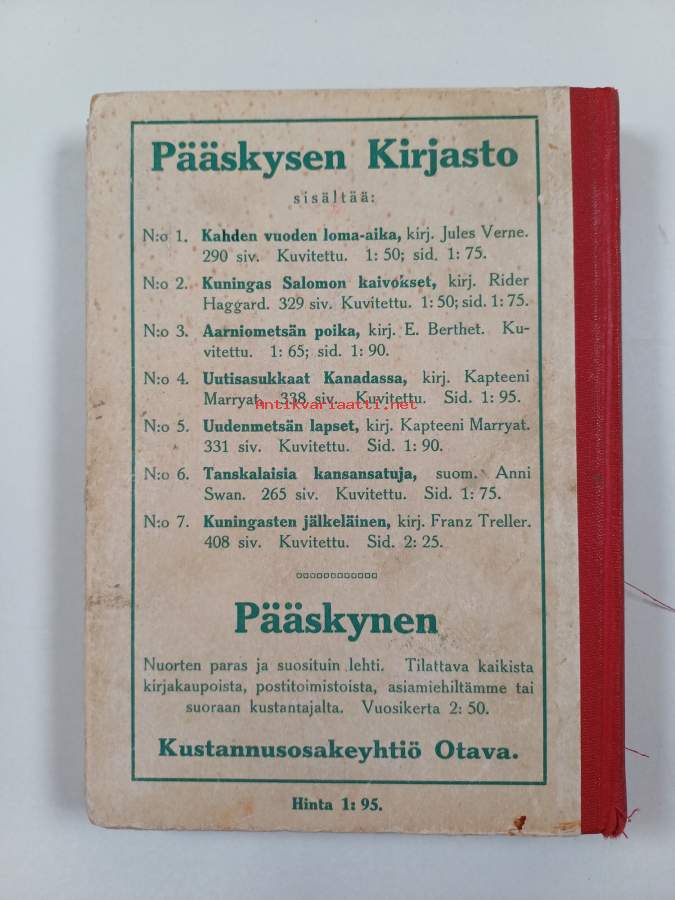 Pääskysen Kirjasto
sisältää:
N:o 1. Kahden vuoden loma-aika, kirj. Jules Verne.
290 siv. Kuvitettu. 1: 50; sid. 1: 75.
N:o 2. Kuningas Salomon kaivokset, kirj. Rider
Haggard. 329 siv. Kuvitettu. 1: 50; sid. 1: 75.
N:o 3. Aarniometsän poika, kirj. E. Berthet. Ku-
vitettu. 1: 65; sid. 1: 90.
N:o 4. Uutisasukkaat Kanadassa, kirj. Kapteeni
Marryat. 338 siv. Kuvitettu. Sid. 1: 95.
Antikvariaatti.net
N:o 5. Uudenmetsän lapset, kirj. Kapteeni Marryat.
331 siv. Kuvitettu. Sid. 1: 90.
N:o 6. Tanskalaisia kansansatuja, suom. Anni
Swan. 265 siv. Kuvitettu. Sid. 1: 75.
N:o 7. Kuningasten jälkeläinen, kirj. Franz Treller.
408 siv. Kuvitettu. Sid. 2: 25.
Pääskynen
Nuorten paras ja suosituin lehti. Tilattava kaikista
kirjakaupoista, postitoimistoista, asiamiehiltämme tai
suoraan kustantajalta. Vuosikerta 2: 50.
Kustannusosakeyhtiö Otava.
Hinta 1: 95.